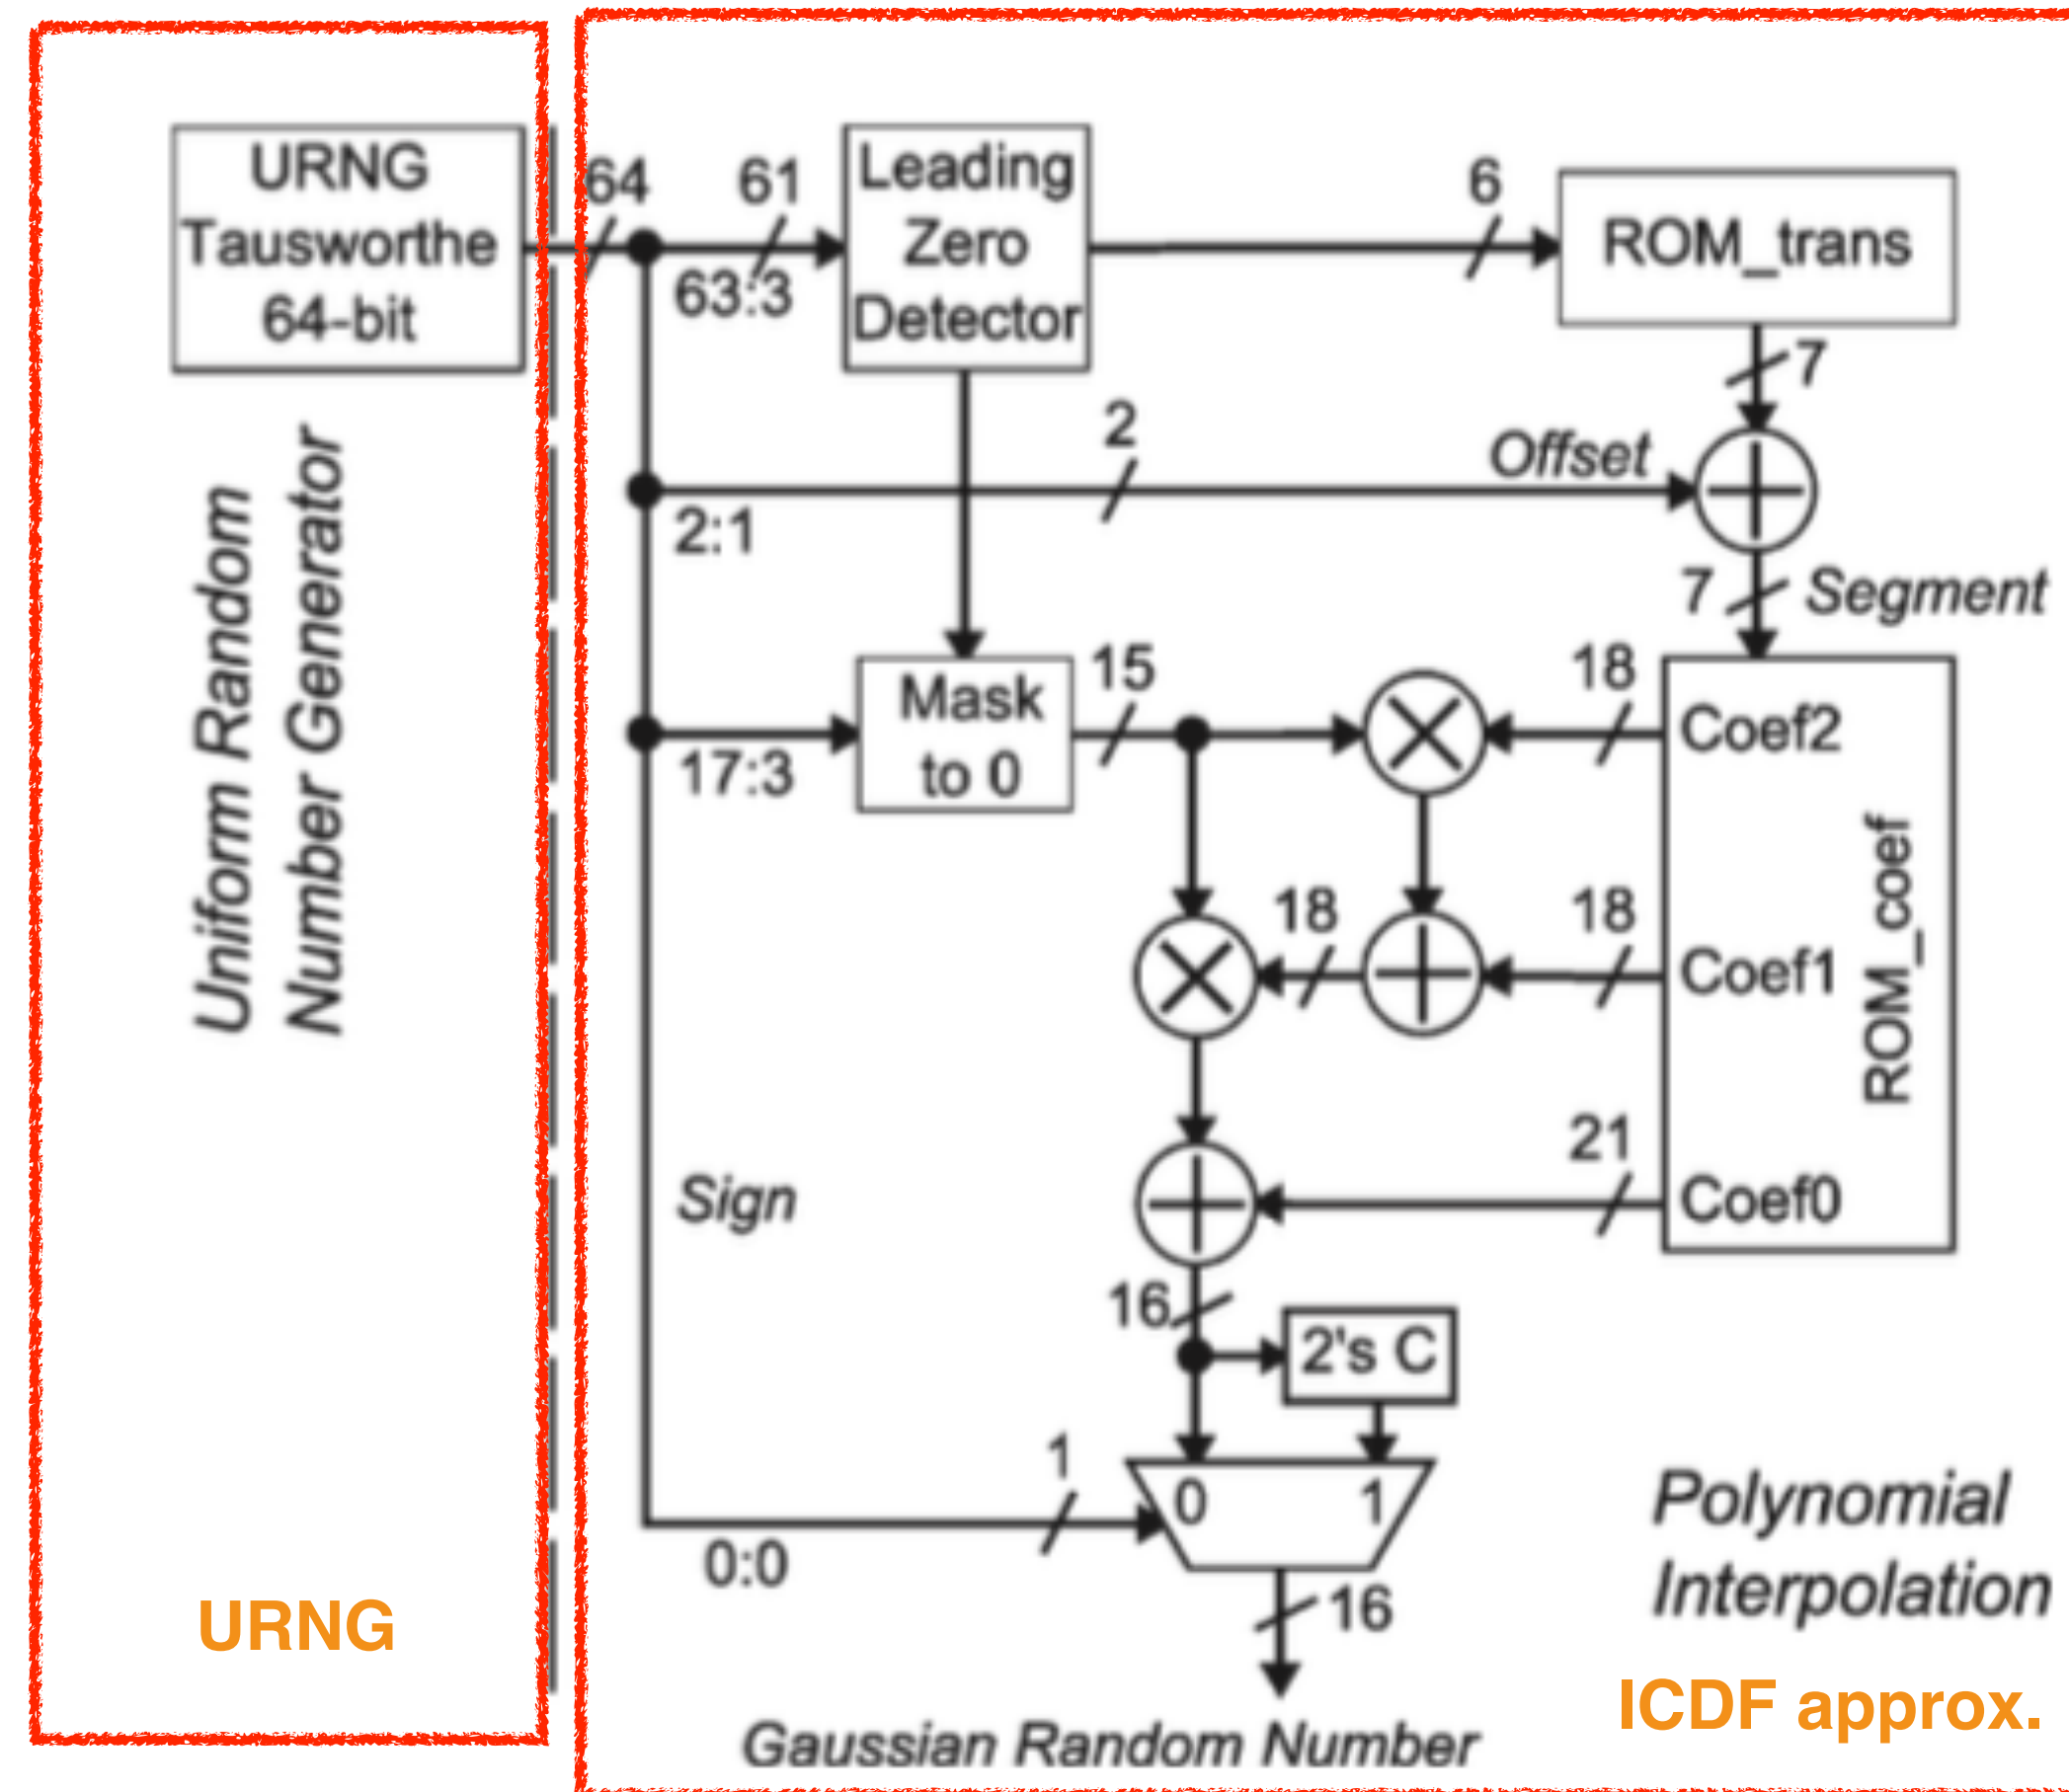 URNG
Tausworthe
64-bit
64
61
63:3
Leading
Zero
Detector
6
ROM_trans
7
2
Offset
2:1
7
Segment
Uniform Random
Number Generator
17:3
Mask
to 0
15
18
Coef2
18
18
Coef1
ROM_coef
21
Coef0
Sign
16
2's C
1
0
1
0:0
16
Polynomial
Interpolation
URNG
ICDF approx.
Gaussian Random Number